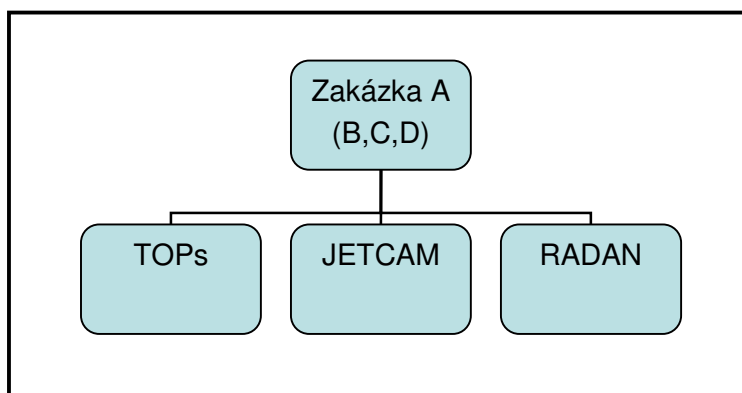 Zakázka A
(B,C,D)
TOPs
JETCAM
RADAN